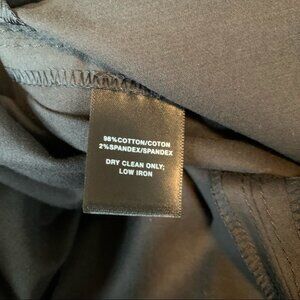 98%COTTON/COTON
2%SPANDEX/SPANDEX
DRY CLEAN ONLY;
LOW IRON